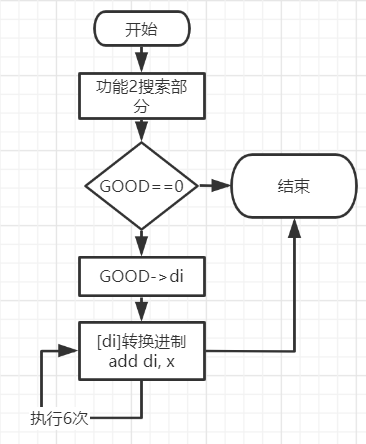 开始
功能2搜索部
分
GOOD==0
结束
GOOD->di
[di]转换进制
add di, x
执行6次